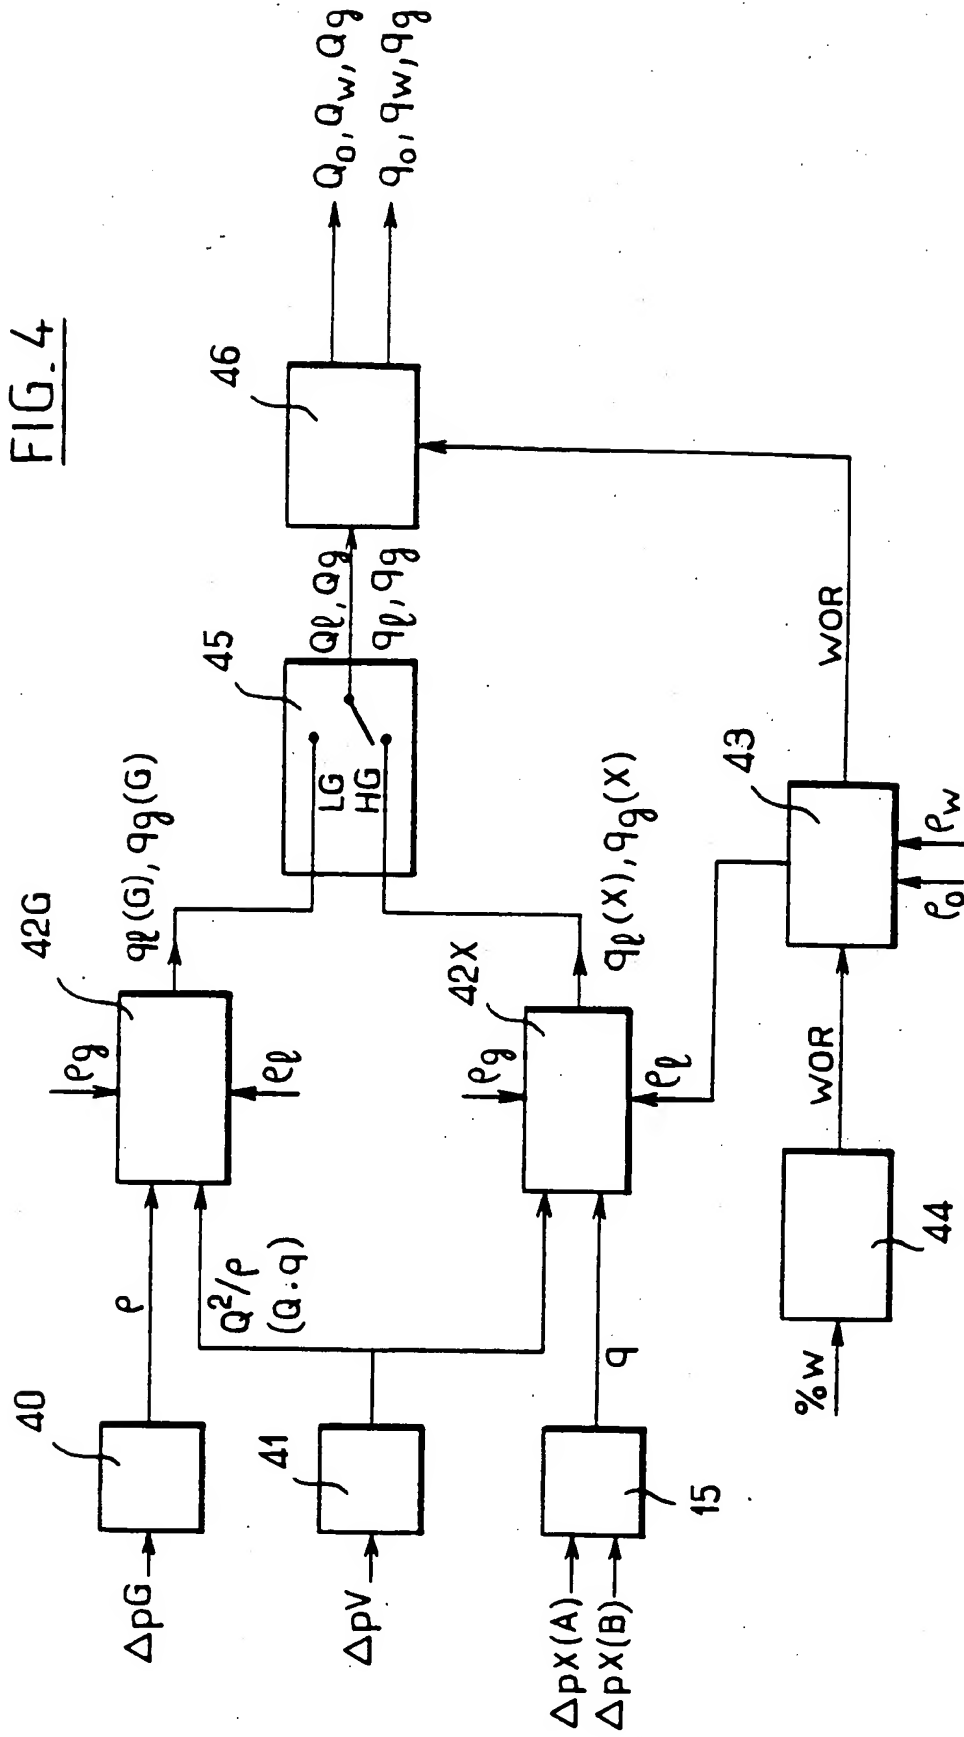 FIG. 4
ΔpG
40
ρ
42G
ρg
ρℓ
qℓ(G), qg(G)
ΔpV
41
Q²/ρ
(Q·q)
ΔpX(A)
ΔpX(B)
15
q
42X
ρg
ρℓ
qℓ(X), qg(X)
45
LG
HG
Qℓ, Qg
qℓ, qg
46
Qo, Qw, Qg
qo, qw, qg
%W
44
WOR
43
ρo
ρw
WOR